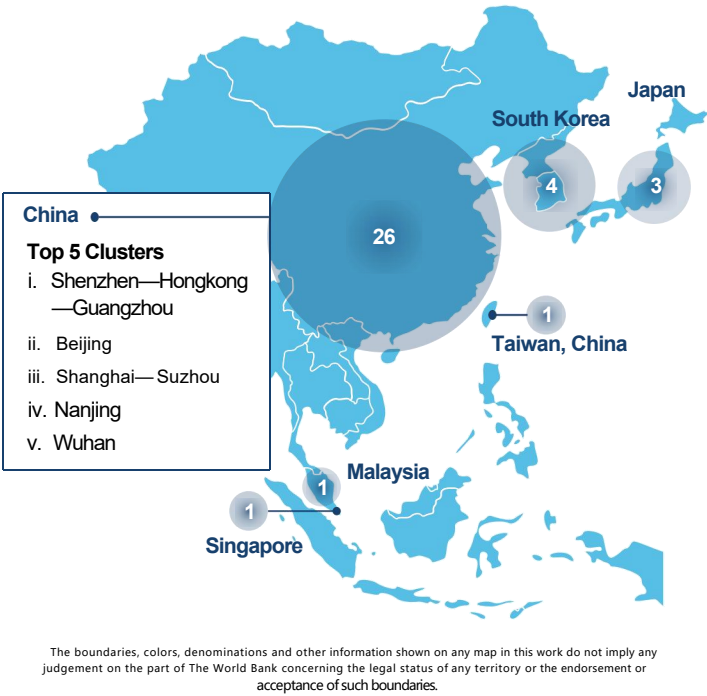 Japan
South Korea
4
3
China
26
Top 5 Clusters
i. Shenzhen—Hongkong
—Guangzhou
ii. Beijing
iii. Shanghai— Suzhou
iv. Nanjing
v. Wuhan
1
Taiwan, China
Malaysia
1
1
Singapore
The boundaries, colors, denominations and other information shown on any map in this work do not imply any
judgement on the part of The World Bank concerning the legal status of any territory or the endorsement or
acceptance of such boundaries.